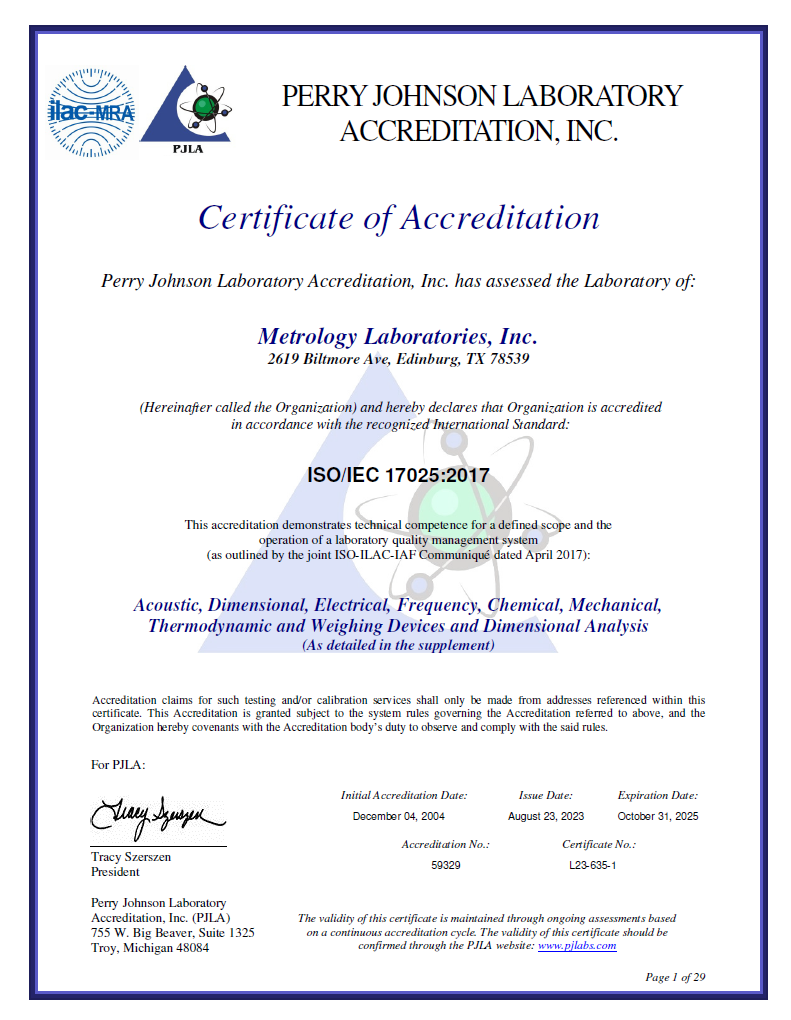 ilac-MRA
PJLA
PERRY JOHNSON LABORATORY
ACCREDITATION, INC.
Certificate of Accreditation
Perry Johnson Laboratory Accreditation, Inc. has assessed the Laboratory of:
Metrology Laboratories, Inc.
2619 Biltmore Ave, Edinburg, TX 78539
(Hereinafter called the Organization) and hereby declares that Organization is accredited
in accordance with the recognized International Standard:
ISO/IEC 17025:2017
This accreditation demonstrates technical competence for a defined scope and the
operation of a laboratory quality management system
(as outlined by the joint ISO-ILAC-IAF Communiqué dated April 2017):
Acoustic, Dimensional, Electrical, Frequency, Chemical, Mechanical,
Thermodynamic and Weighing Devices and Dimensional Analysis
(As detailed in the supplement)
Accreditation claims for such testing and/or calibration services shall only be made from addresses referenced within this
certificate. This Accreditation is granted subject to the system rules governing the Accreditation referred to above, and the
Organization hereby covenants with the Accreditation body's duty to observe and comply with the said rules.
For PJLA:
Tracy Szerszen
Tracy Szerszen
President
Initial Accreditation Date: Issue Date: Expiration Date:
December 04, 2004 August 23, 2023 October 31, 2025
Accreditation No.: Certificate No.:
59329 L23-635-1
Perry Johnson Laboratory
Accreditation, Inc. (PJLA)
755 W. Big Beaver, Suite 1325
Troy, Michigan 48084
The validity of this certificate is maintained through ongoing assessments based
on a continuous accreditation cycle. The validity of this certificate should be
confirmed through the PJLA website: www.pjlabs.com
Page 1 of 29